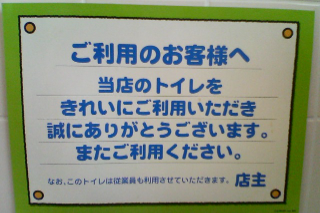 ご利用のお客様へ
当店のトイレを
きれいにご利用いただき
誠にありがとうございます。
またご利用ください。
なお、このトイレは従業員も利用させていただきます。 店主